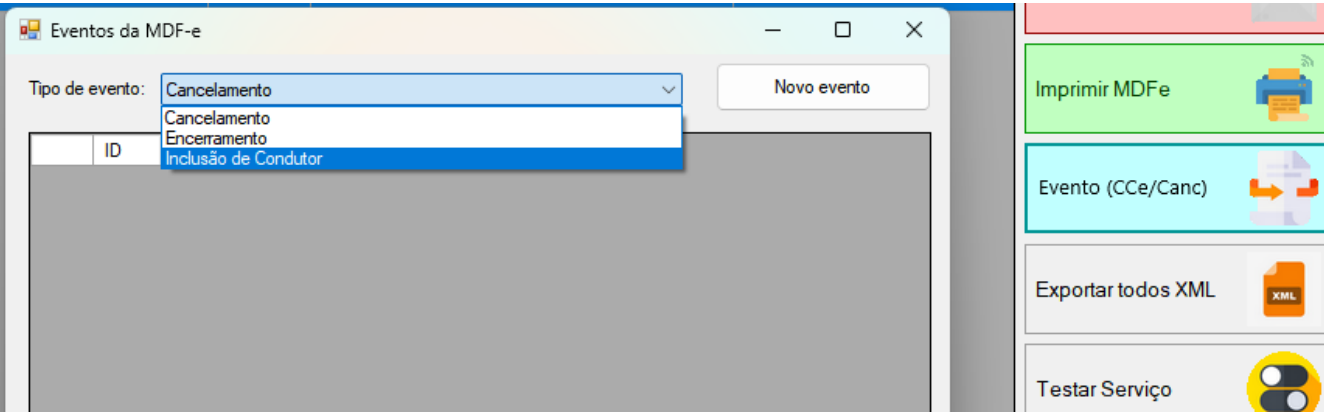 Eventos da MDF-e
Tipo de evento:
Cancelamento
Novo evento
Cancelamento
Encerramento
Inclusão de Condutor
ID
Imprimir MDFe
Evento (CCe/Canc)
Exportar todos XML
XML
Testar Serviço